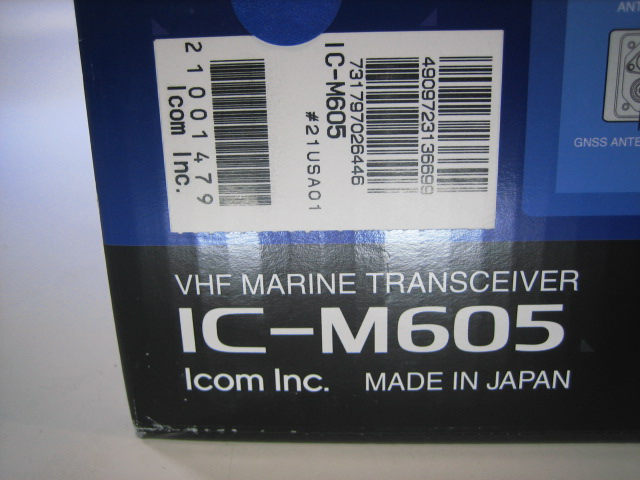 21001479
Icom Inc.
IC-M605
#21USA01
731797026446
4909723136699
ANT
GNSS ANTE
VHF MARINE TRANSCEIVER
IC-M605
Icom Inc. MADE IN JAPAN